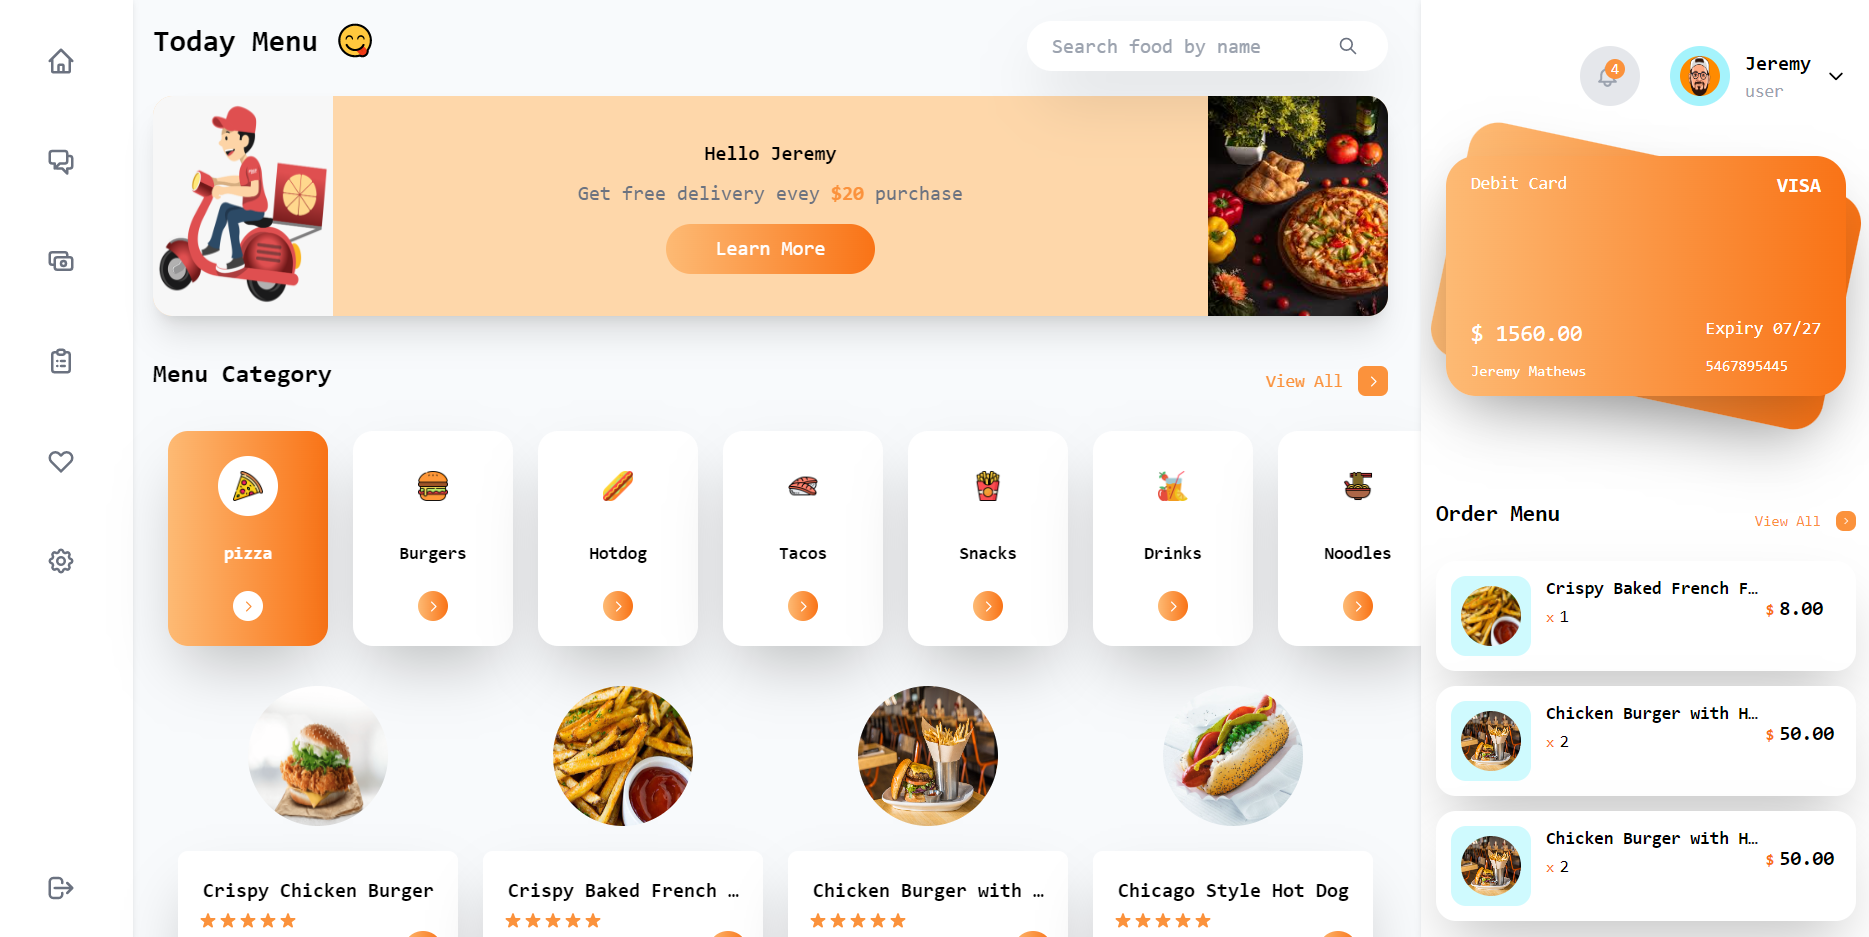 Today Menu
Search food by name
4
Jeremy
user
Hello Jeremy
Get free delivery evey $20 purchase
Learn More
Debit Card
VISA
$ 1560.00
Expiry 07/27
Jeremy Mathews
5467895445
Menu Category
View All
pizza
Burgers
Hotdog
Tacos
Snacks
Drinks
Noodles
Crispy Chicken Burger
Crispy Baked French …
Chicken Burger with …
Chicago Style Hot Dog
Order Menu
View All
Crispy Baked French F…
x 1
$ 8.00
Chicken Burger with H…
x 2
$ 50.00
Chicken Burger with H…
x 2
$ 50.00